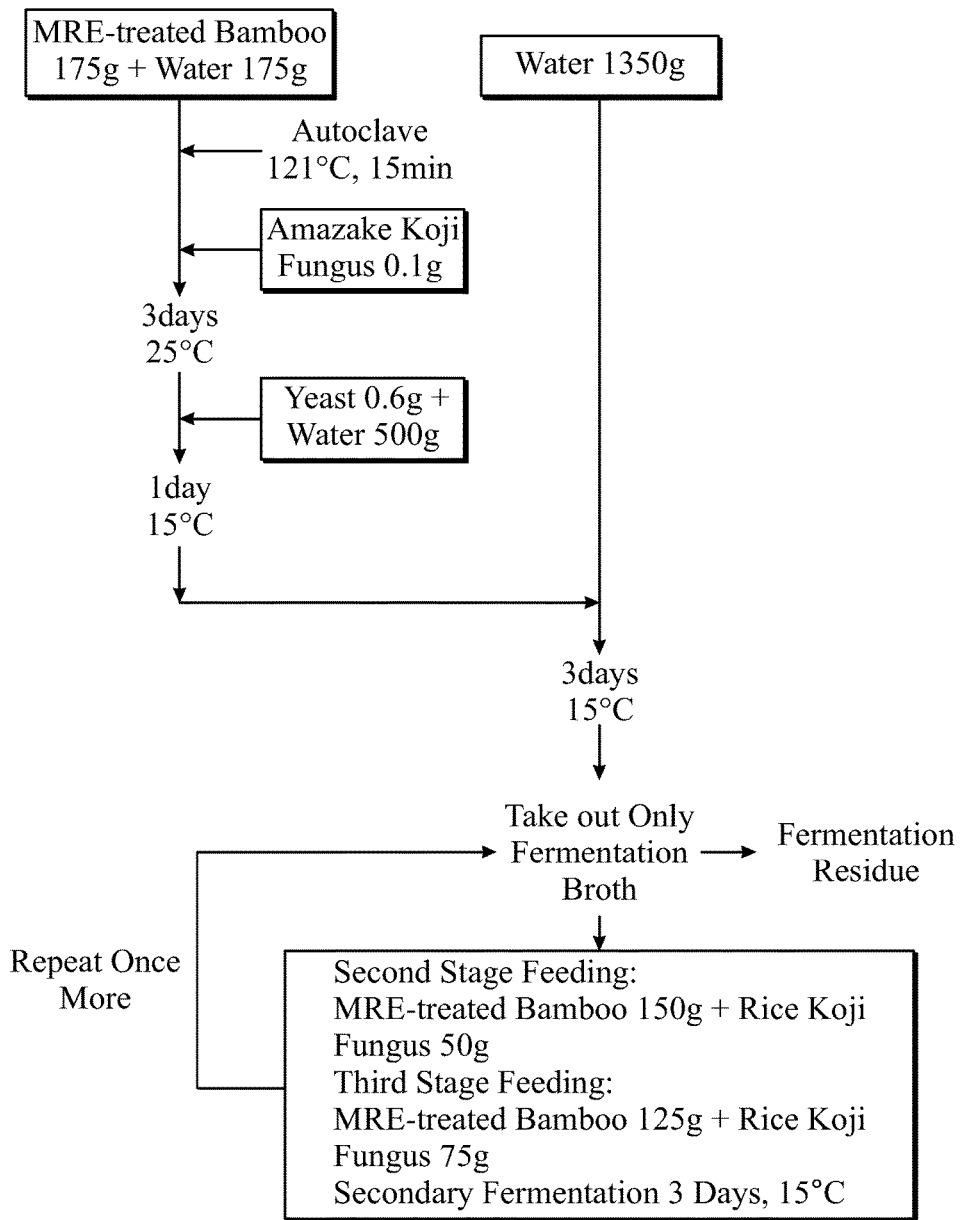 MRE-treated Bamboo
175g + Water 175g
Water 1350g
Autoclave
121°C, 15min
Amazake Koji
Fungus 0.1g
3days
25°C
Yeast 0.6g +
Water 500g
1day
15°C
3days
15°C
Take out Only
Fermentation
Broth
Fermentation
Residue
Repeat Once
More
Second Stage Feeding:
MRE-treated Bamboo 150g + Rice Koji
Fungus 50g
Third Stage Feeding:
MRE-treated Bamboo 125g + Rice Koji
Fungus 75g
Secondary Fermentation 3 Days, 15°C